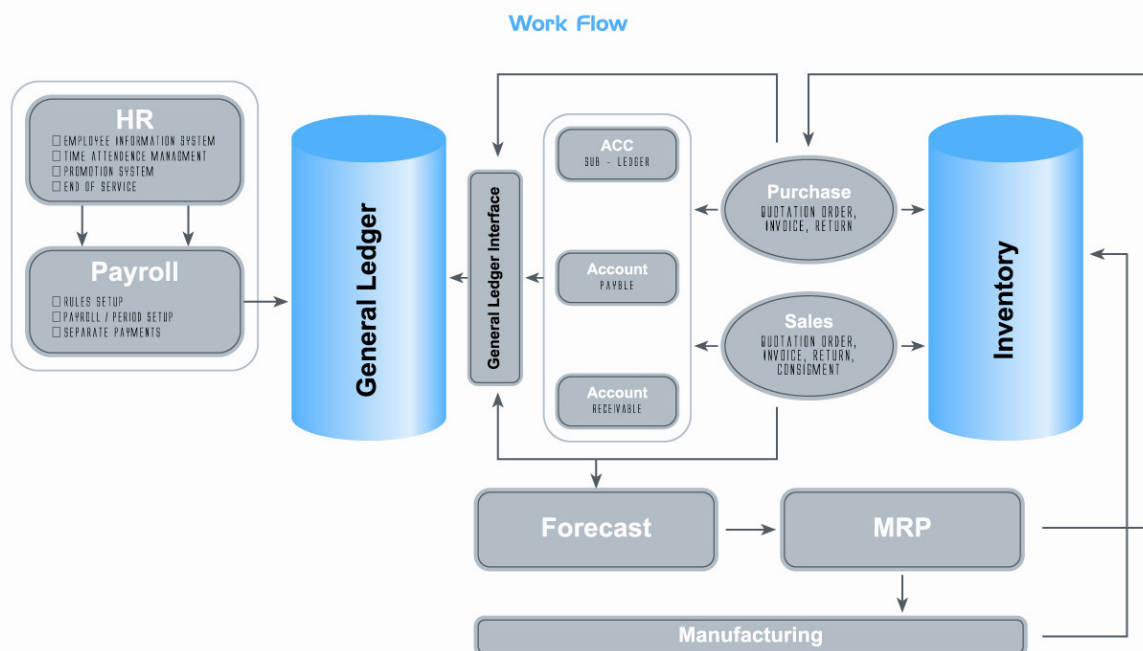 Work Flow
HR
EMPLOYEE INFORMATION SYSTEM
TIME ATTENDENCE MANAGMENT
PROMOTION SYSTEM
END OF SERVICE
Payroll
RULES SETUP
PAYROLL / PERIOD SETUP
SEPARATE PAYMENTS
General Ledger
General Ledger Interface
ACC
SUB - LEDGER
Account
PAYBLE
Account
RECEIVABLE
Purchase
QUOTATION ORDER,
INVOICE, RETURN
Sales
QUOTATION ORDER,
INVOICE, RETURN,
CONSIGMENT
Inventory
Forecast
MRP
Manufacturing